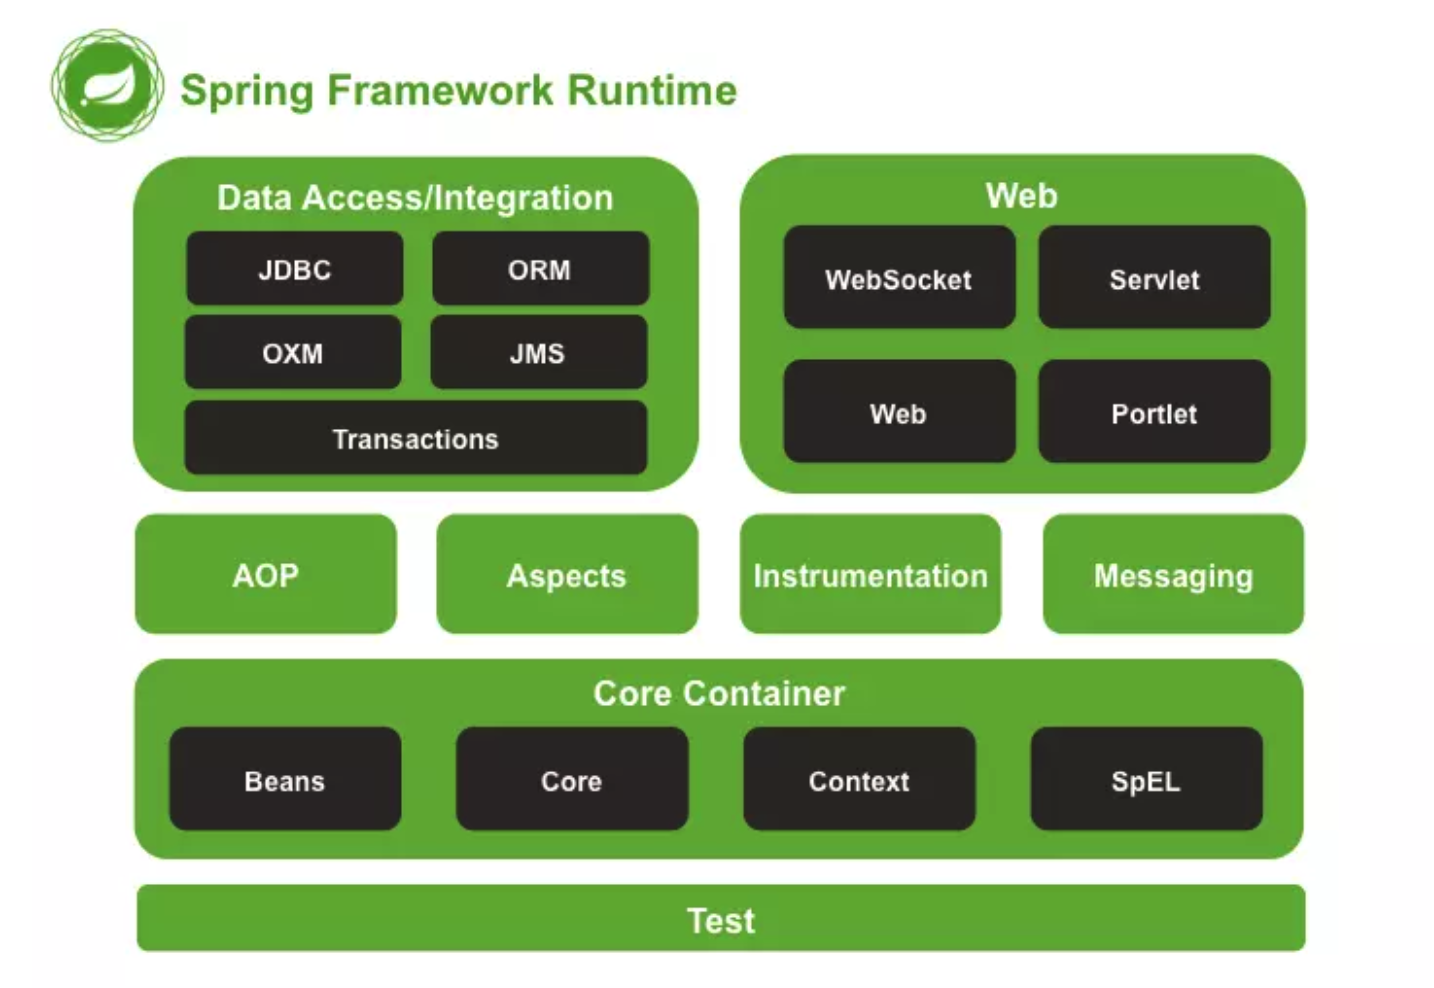 Spring Framework Runtime
Data Access/Integration
JDBC
ORM
OXM
JMS
Transactions
Web
WebSocket
Servlet
Web
Portlet
AOP
Aspects
Instrumentation
Messaging
Core Container
Beans
Core
Context
SpEL
Test